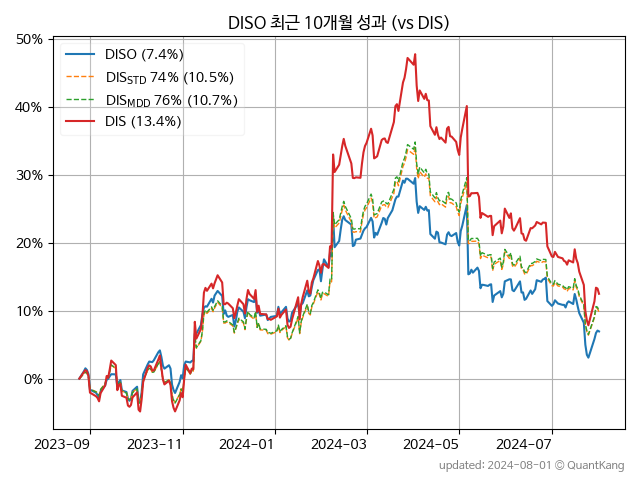 DISO 최근 10개월 성과 (vs DIS)
50%
40%
30%
20%
10%
0%
DISO (7.4%)
DISSTD 74% (10.5%)
DISMDD 76% (10.7%)
DIS (13.4%)
2023-09
2023-11
2024-01
2024-03
2024-05
2024-07
updated: 2024-08-01 © QuantKang